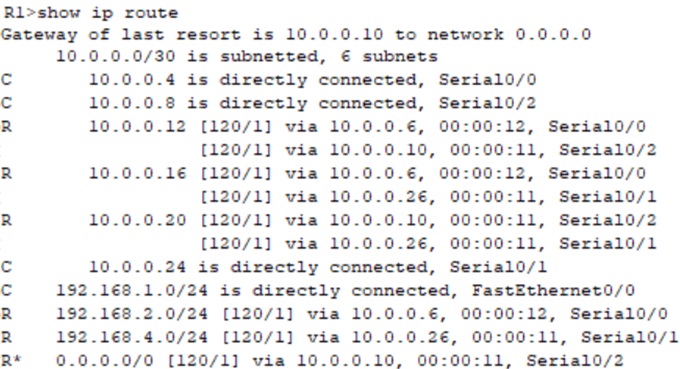 R1>show ip route
Gateway of last resort is 10.0.0.10 to network 0.0.0.0
10.0.0.0/30 is subnetted, 6 subnets
C 10.0.0.4 is directly connected, Serial0/0
C 10.0.0.8 is directly connected, Serial0/2
R 10.0.0.12 [120/1] via 10.0.0.6, 00:00:12, Serial0/0
[120/1] via 10.0.0.10, 00:00:11, Serial0/2
R 10.0.0.16 [120/1] via 10.0.0.6, 00:00:12, Serial0/0
[120/1] via 10.0.0.26, 00:00:11, Serial0/1
R 10.0.0.20 [120/1] via 10.0.0.10, 00:00:11, Serial0/2
[120/1] via 10.0.0.26, 00:00:11, Serial0/1
C 10.0.0.24 is directly connected, Serial0/1
C 192.168.1.0/24 is directly connected, FastEthernet0/0
R 192.168.2.0/24 [120/1] via 10.0.0.6, 00:00:12, Serial0/0
R 192.168.4.0/24 [120/1] via 10.0.0.26, 00:00:11, Serial0/1
R* 0.0.0.0/0 [120/1] via 10.0.0.10, 00:00:11, Serial0/2